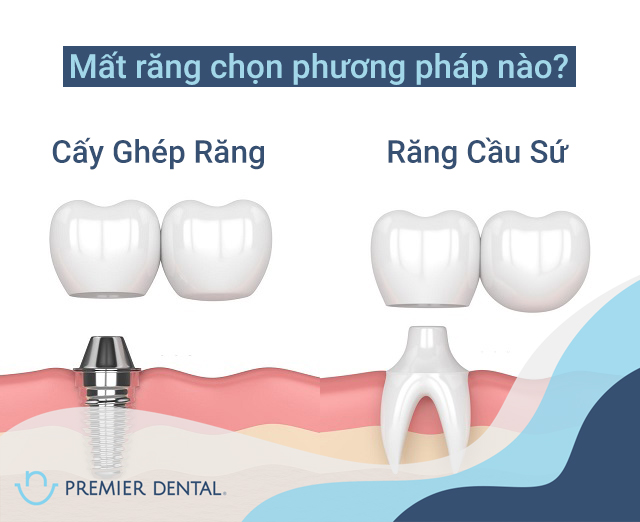 Mất răng chọn phương pháp nào?
Cấy Ghép Răng
Răng Cầu Sứ
PREMIER DENTAL®